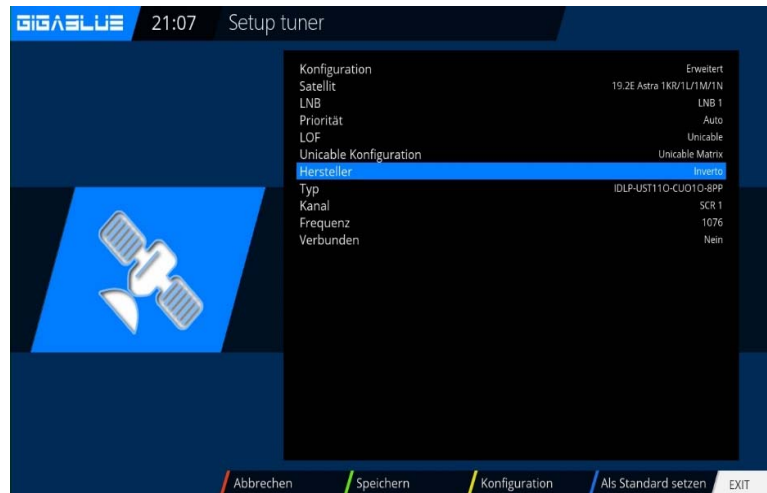 GIGABLUE 21:07 Setup tuner
Konfiguration Erweitert
Satellit 19.2E Astra 1KR/1L/1M/1N
LNB LNB 1
Priorität Auto
LOF Unicable
Unicable Konfiguration Unicable Matrix
Hersteller Inverto
Typ IDLP-UST11O-CUO1O-8PP
Kanal SCR 1
Frequenz 1076
Verbunden Nein
Abbrechen Speichern Konfiguration Als Standard setzen EXIT